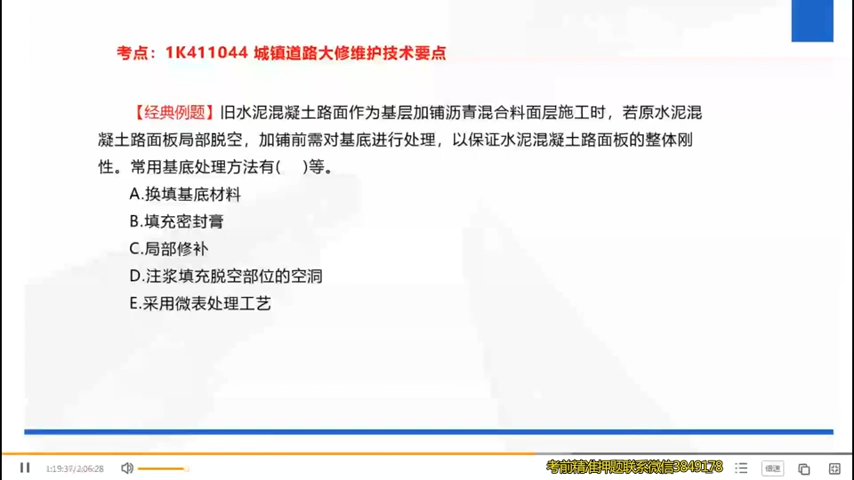 考点：1K411044 城镇道路大修维护技术要点
【经典例题】旧水泥混凝土路面作为基层加铺沥青混合料面层施工时，若原水泥混
凝土路面板局部脱空，加铺前需对基底进行处理，以保证水泥混凝土路面板的整体刚
性。常用基底处理方法有(    )等。
A.换填基底材料
B.填充密封膏
C.局部修补
D.注浆填充脱空部位的空洞
E.采用微表处理工艺
1:19:37/2:06:28
考前精准押题联系微信3849178
倍速